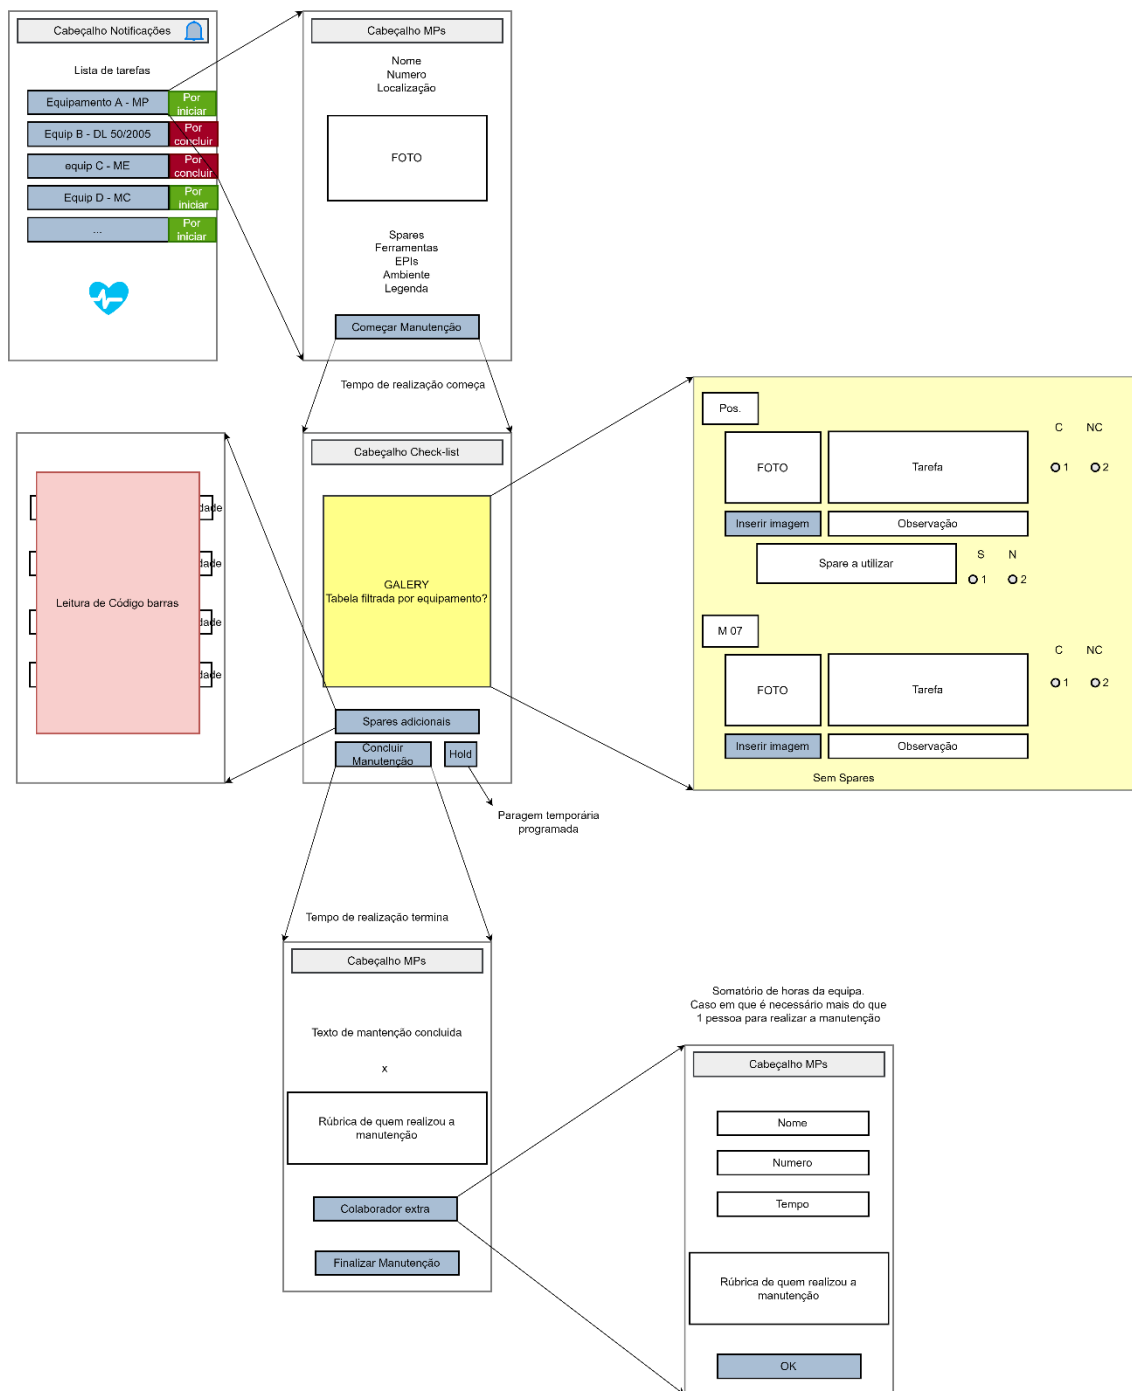 Cabeçalho Notificações
Lista de tarefas
Equipamento A - MP
Por
iniciar
Equip B - DL 50/2005
Por
concluir
equip C - ME
Por
concluir
Equip D - MC
Por
iniciar
...
Por
iniciar
Cabeçalho MPs
Nome
Numero
Localização
FOTO
Spares
Ferramentas
EPIs
Ambiente
Legenda
Começar Manutenção
Tempo de realização começa
dade
dade
dade
dade
Leitura de Código barras
Cabeçalho Check-list
GALERY
Tabela filtrada por equipamento?
Spares adicionais
Concluir
Manutenção
Hold
Paragem temporária
programada
Pos.
C NC
FOTO
Tarefa
1 2
Inserir imagem
Observação
Spare a utilizar
S N
1 2
M 07
C NC
FOTO
Tarefa
1 2
Inserir imagem
Observação
Sem Spares
Tempo de realização termina
Cabeçalho MPs
Texto de mantenção concluida
x
Rúbrica de quem realizou a
manutenção
Colaborador extra
Finalizar Manutenção
Somatório de horas da equipa.
Caso em que é necessário mais do que
1 pessoa para realizar a manutenção
Cabeçalho MPs
Nome
Numero
Tempo
Rúbrica de quem realizou a
manutenção
OK